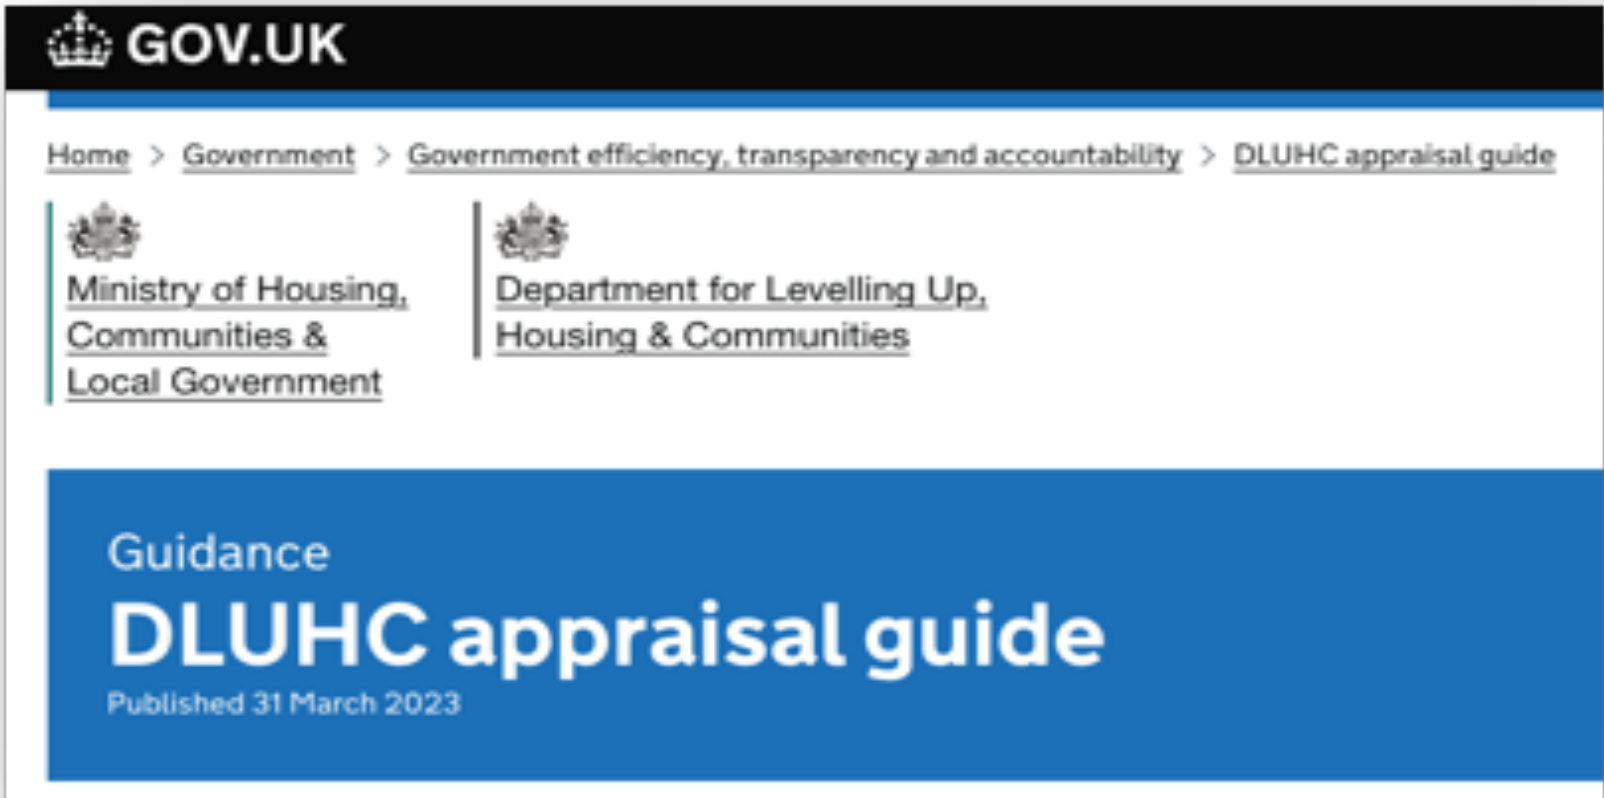 GOV.UK
Home > Government > Government efficiency, transparency and accountability > DLUHC appraisal guide
Ministry of Housing,
Communities &
Local Government
Department for Levelling Up,
Housing & Communities
Guidance
DLUHC appraisal guide
Published 31 March 2023